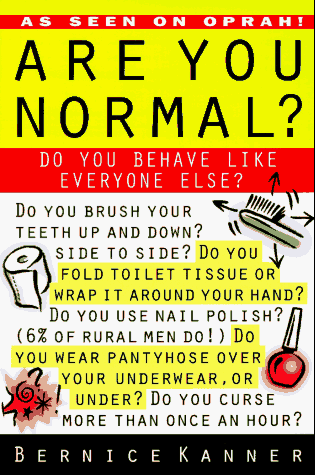 AS SEEN ON OPRAH!
ARE YOU
NORMAL?
DO YOU BEHAVE LIKE
EVERYONE ELSE?
DO YOU BRUSH YOUR
TEETH UP AND DOWN?
SIDE TO SIDE? DO YOU
FOLD TOILET TISSUE OR
WRAP IT AROUND YOUR HAND?
DO YOU USE NAIL POLISH?
(6% OF RURAL MEN DO!) DO
YOU WEAR PANTYHOSE OVER
YOUR UNDERWEAR, OR
UNDER? DO YOU CURSE
MORE THAN ONCE AN HOUR?
BERNICE KANNER